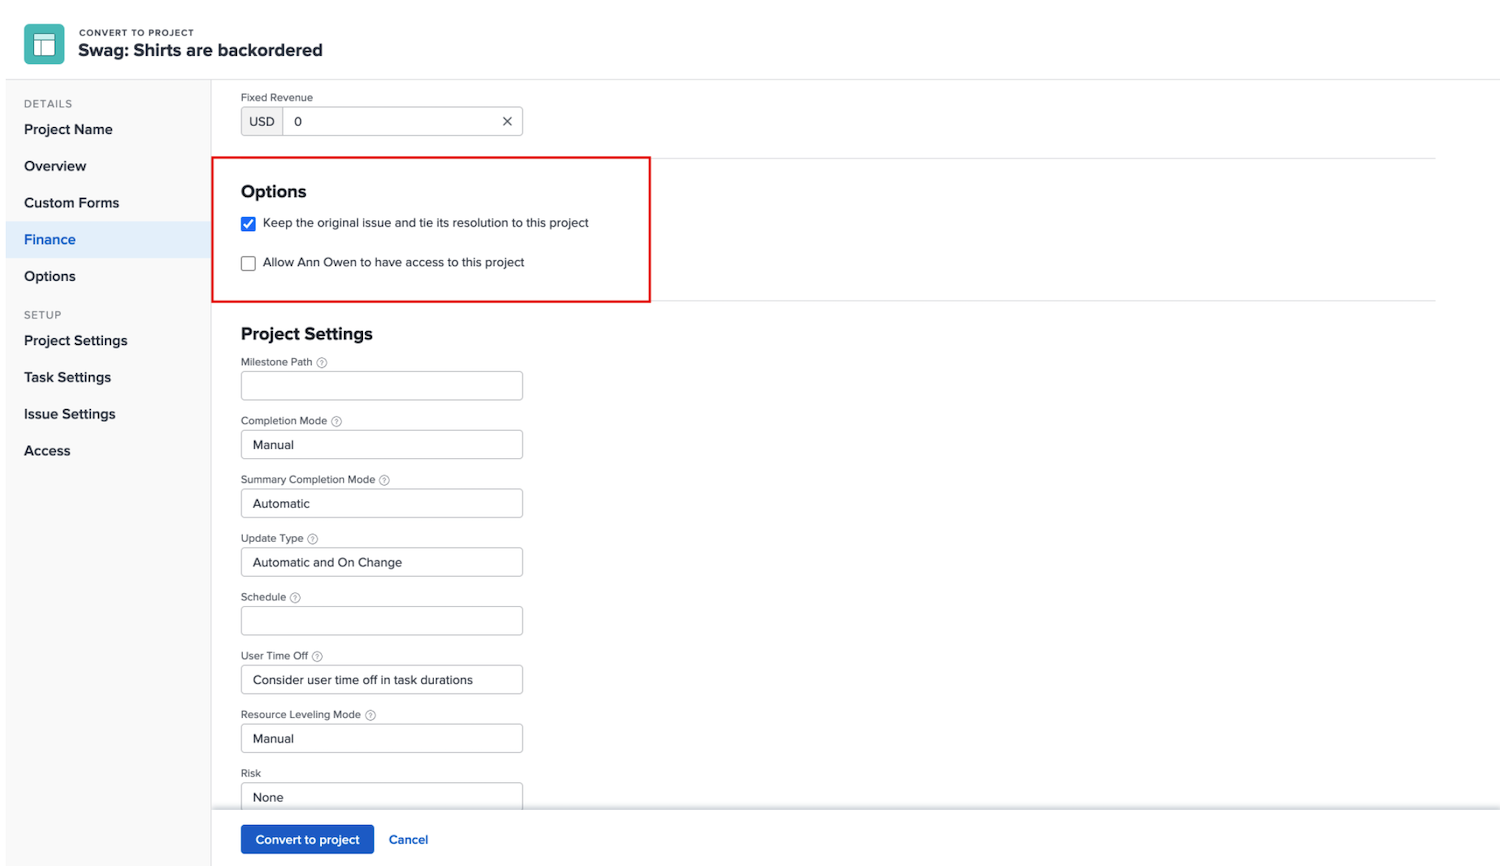 CONVERT TO PROJECT
Swag: Shirts are backordered
DETAILS
Project Name
Overview
Custom Forms
Finance
Options
SETUP
Project Settings
Task Settings
Issue Settings
Access
Fixed Revenue
USD 0
Options
Keep the original issue and tie its resolution to this project
Allow Ann Owen to have access to this project
Project Settings
Milestone Path
Completion Mode
Manual
Summary Completion Mode
Automatic
Update Type
Automatic and On Change
Schedule
User Time Off
Consider user time off in task durations
Resource Leveling Mode
Manual
Risk
None
Convert to project Cancel